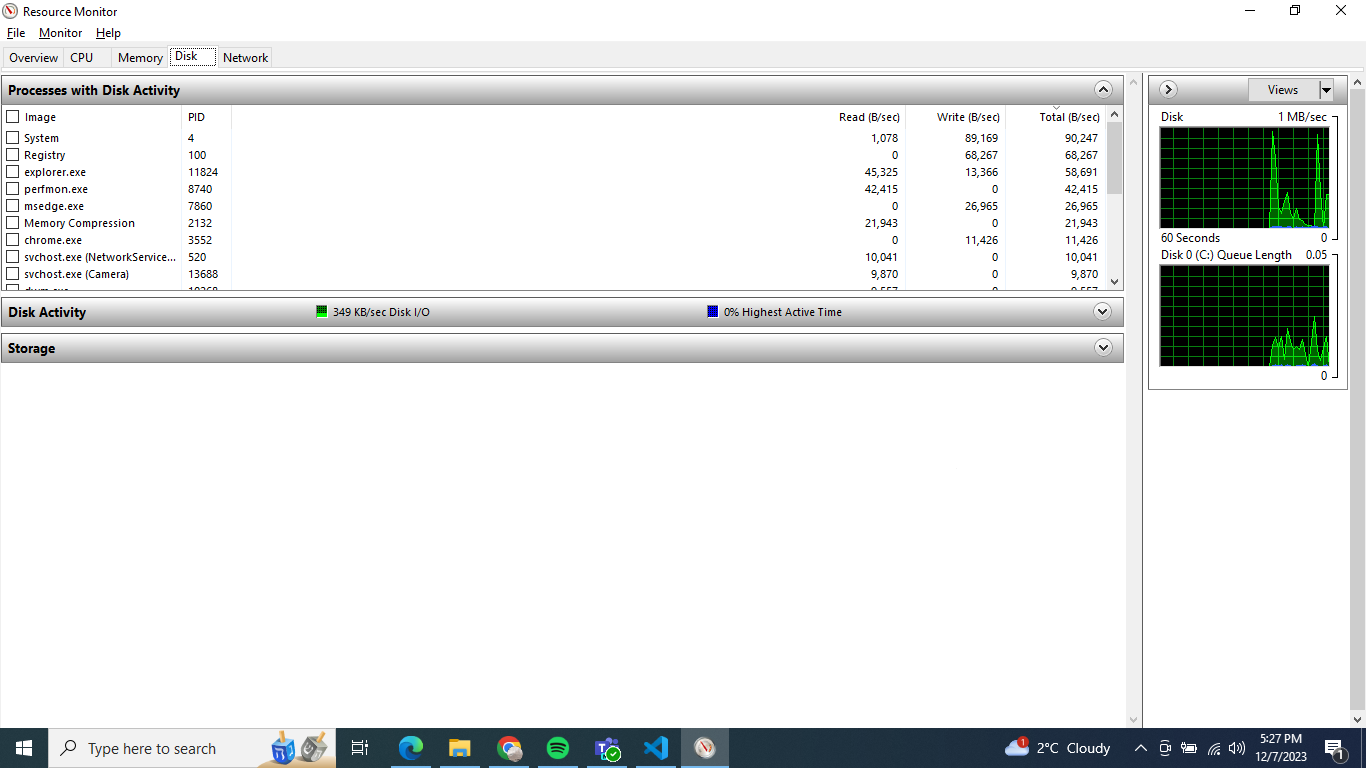 Resource Monitor
File Monitor Help
Overview CPU Memory Disk Network
Processes with Disk Activity
Image PID Read (B/sec) Write (B/sec) Total (B/sec)
System 4 1,078 89,169 90,247
Registry 100 0 68,267 68,267
explorer.exe 11824 45,325 13,366 58,691
perfmon.exe 8740 42,415 0 42,415
msedge.exe 7860 0 26,965 26,965
Memory Compression 2132 21,943 0 21,943
chrome.exe 3552 0 11,426 11,426
svchost.exe (NetworkService... 520 10,041 0 10,041
svchost.exe (Camera) 13688 9,870 0 9,870
Disk Activity 349 KB/sec Disk I/O 0% Highest Active Time
Storage
Views
Disk 1 MB/sec
60 Seconds 0
Disk 0 (C:) Queue Length 0.05
0
Type here to search
1
2°C Cloudy
5:27 PM
12/7/2023
1